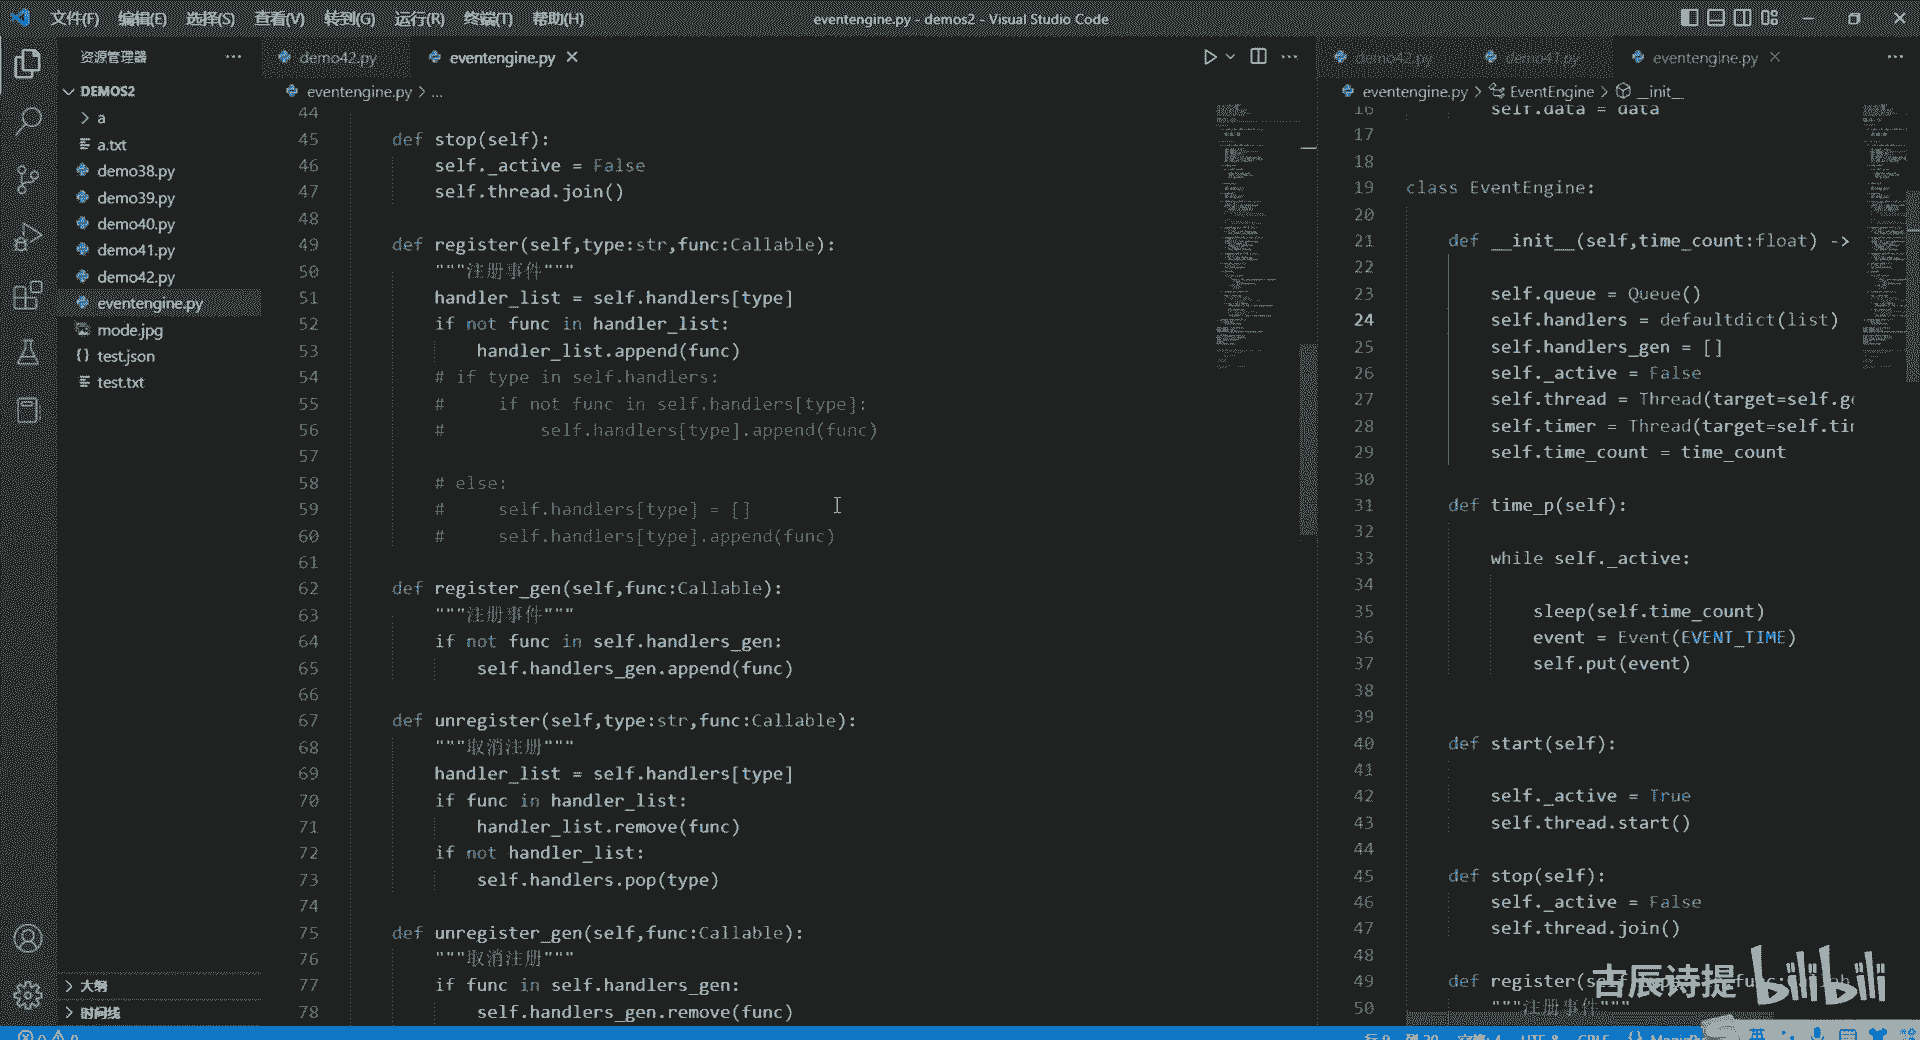 文件(F) 编辑(E) 选择(S) 查看(V) 转到(G) 运行(R) 终端(T) 帮助(H)
eventengine.py - demos2 - Visual Studio Code
资源管理器
DEMOS2
a
a.txt
demo38.py
demo39.py
demo40.py
demo41.py
demo42.py
eventengine.py
mode.jpg
test.json
test.txt
大纲
时间线
demo42.py
eventengine.py
eventengine.py > ...
44
45 def stop(self):
46 self._active = False
47 self.thread.join()
48
49 def register(self,type:str,func:Callable):
50 """注册事件"""
51 handler_list = self.handlers[type]
52 if not func in handler_list:
53 handler_list.append(func)
54 # if type in self.handlers:
55 # if not func in self.handlers[type]:
56 # self.handlers[type].append(func)
57
58 # else:
59 # self.handlers[type] = []
60 # self.handlers[type].append(func)
61
62 def register_gen(self,func:Callable):
63 """注册事件"""
64 if not func in self.handlers_gen:
65 self.handlers_gen.append(func)
66
67 def unregister(self,type:str,func:Callable):
68 """取消注册"""
69 handler_list = self.handlers[type]
70 if func in handler_list:
71 handler_list.remove(func)
72 if not handler_list:
73 self.handlers.pop(type)
74
75 def unregister_gen(self,func:Callable):
76 """取消注册"""
77 if func in self.handlers_gen:
78 self.handlers_gen.remove(func)
demo42.py demo41.py eventengine.py
eventengine.py > EventEngine > __init__
16 self.data = data
17
18
19 class EventEngine:
20
21 def __init__(self,time_count:float) ->
22
23 self.queue = Queue()
24 self.handlers = defaultdict(list)
25 self.handlers_gen = []
26 self._active = False
27 self.thread = Thread(target=self.ge
28 self.timer = Thread(target=self.tim
29 self.time_count = time_count
30
31 def time_p(self):
32
33 while self._active:
34
35 sleep(self.time_count)
36 event = Event(EVENT_TIME)
37 self.put(event)
38
39
40 def start(self):
41
42 self._active = True
43 self.thread.start()
44
45 def stop(self):
46 self._active = False
47 self.thread.join()
48
49 def register(
50 """注册事件"""
古辰诗提 bilibili